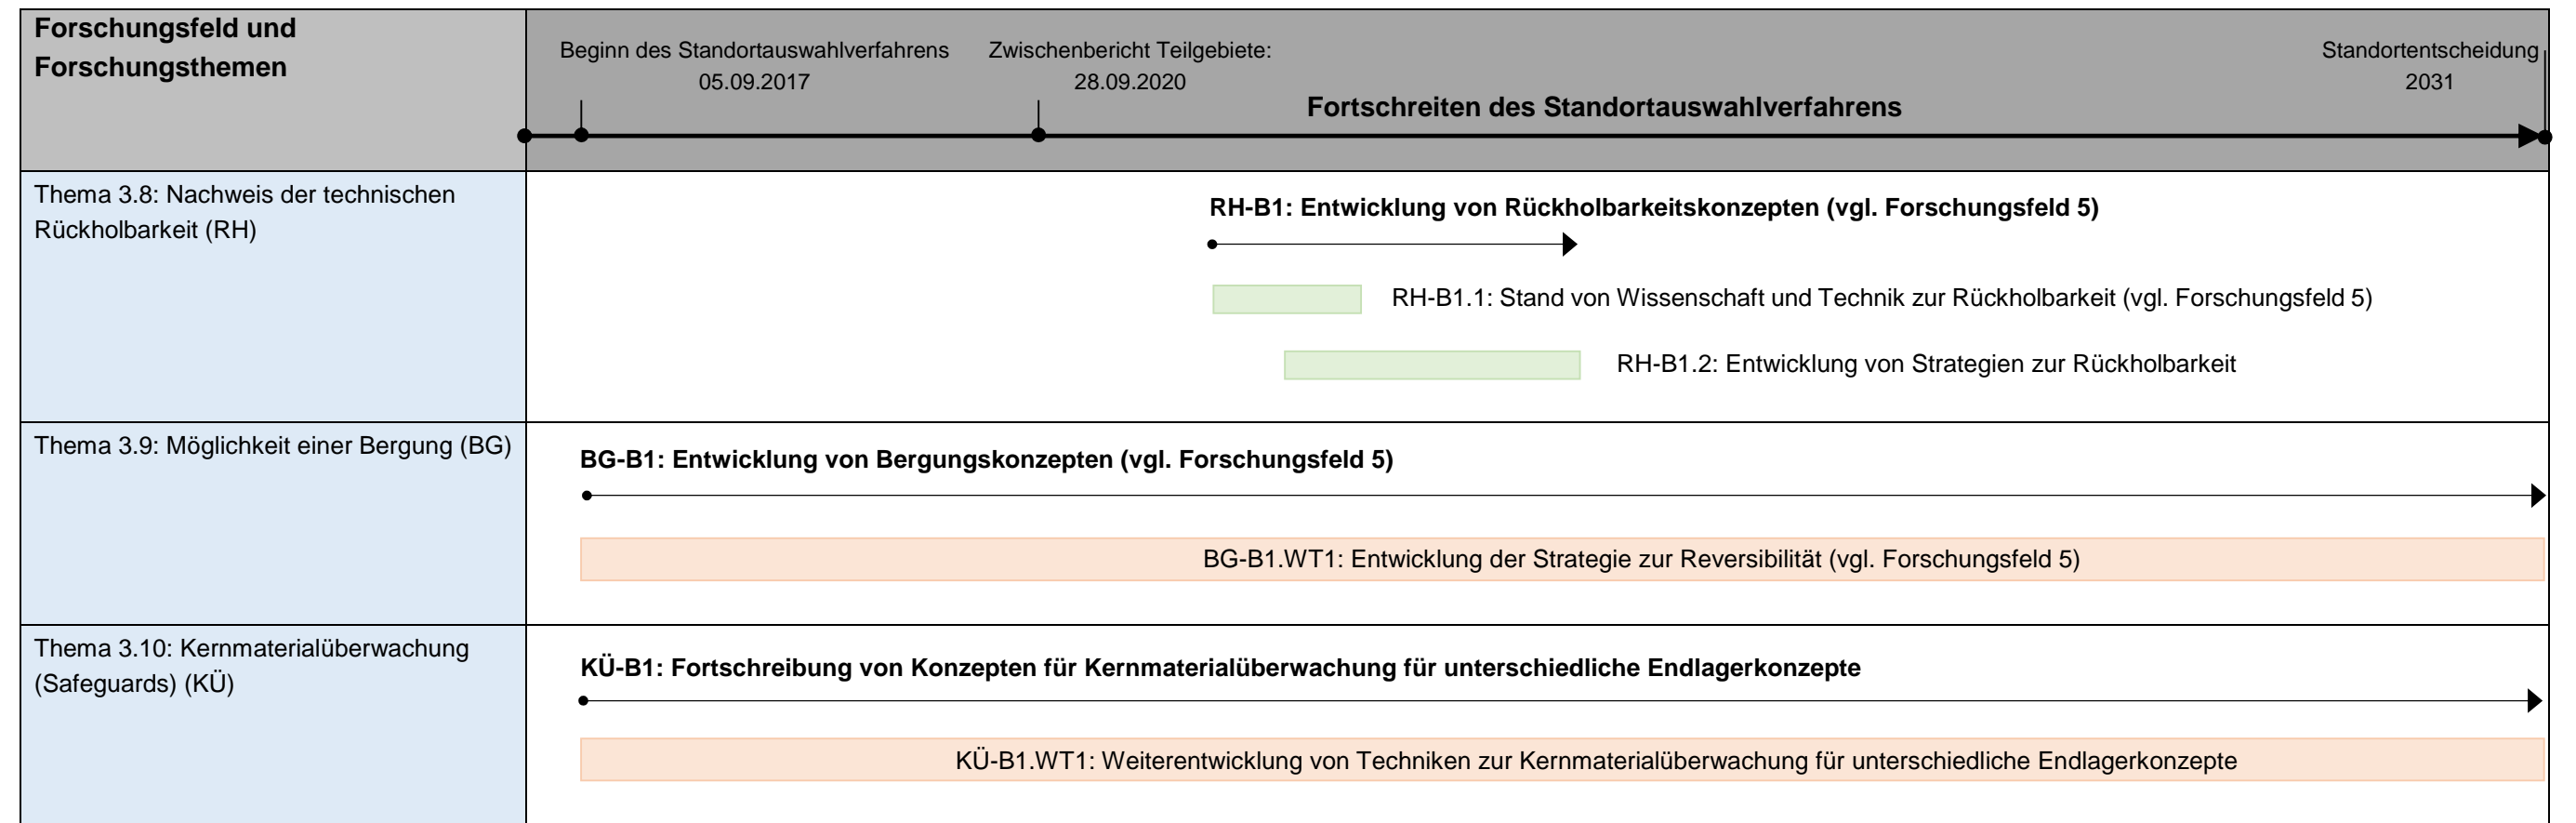 Forschungsfeld und
Forschungsthemen
Beginn des Standortauswahlverfahrens
05.09.2017
Zwischenbericht Teilgebiete:
28.09.2020
Standortentscheidung
2031
Fortschreiten des Standortauswahlverfahrens
Thema 3.8: Nachweis der technischen
Rückholbarkeit (RH)
RH-B1: Entwicklung von Rückholbarkeitskonzepten (vgl. Forschungsfeld 5)
RH-B1.1: Stand von Wissenschaft und Technik zur Rückholbarkeit (vgl. Forschungsfeld 5)
RH-B1.2: Entwicklung von Strategien zur Rückholbarkeit
Thema 3.9: Möglichkeit einer Bergung (BG)
BG-B1: Entwicklung von Bergungskonzepten (vgl. Forschungsfeld 5)
BG-B1.WT1: Entwicklung der Strategie zur Reversibilität (vgl. Forschungsfeld 5)
Thema 3.10: Kernmaterialüberwachung
(Safeguards) (KÜ)
KÜ-B1: Fortschreibung von Konzepten für Kernmaterialüberwachung für unterschiedliche Endlagerkonzepte
KÜ-B1.WT1: Weiterentwicklung von Techniken zur Kernmaterialüberwachung für unterschiedliche Endlagerkonzepte